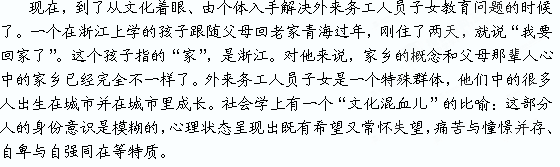 现在，到了从文化着眼、由个体入手解决外来务工人员子女教育问题的时候
了。一个在浙江上学的孩子跟随父母回老家青海过年，刚住了两天，就说“我要
回家了”。这个孩子指的“家”，是浙江。对他来说，家乡的概念和父母那辈人心
中的家乡已经完全不一样了。外来务工人员子女是一个特殊群体，他们中的很多
人出生在城市并在城市里成长。社会学上有一个“文化混血儿”的比喻：这部分
人的身份意识是模糊的，心理状态呈现出既有希望又常怀失望，痛苦与憧憬并存、
自卑与自强同在等特质。